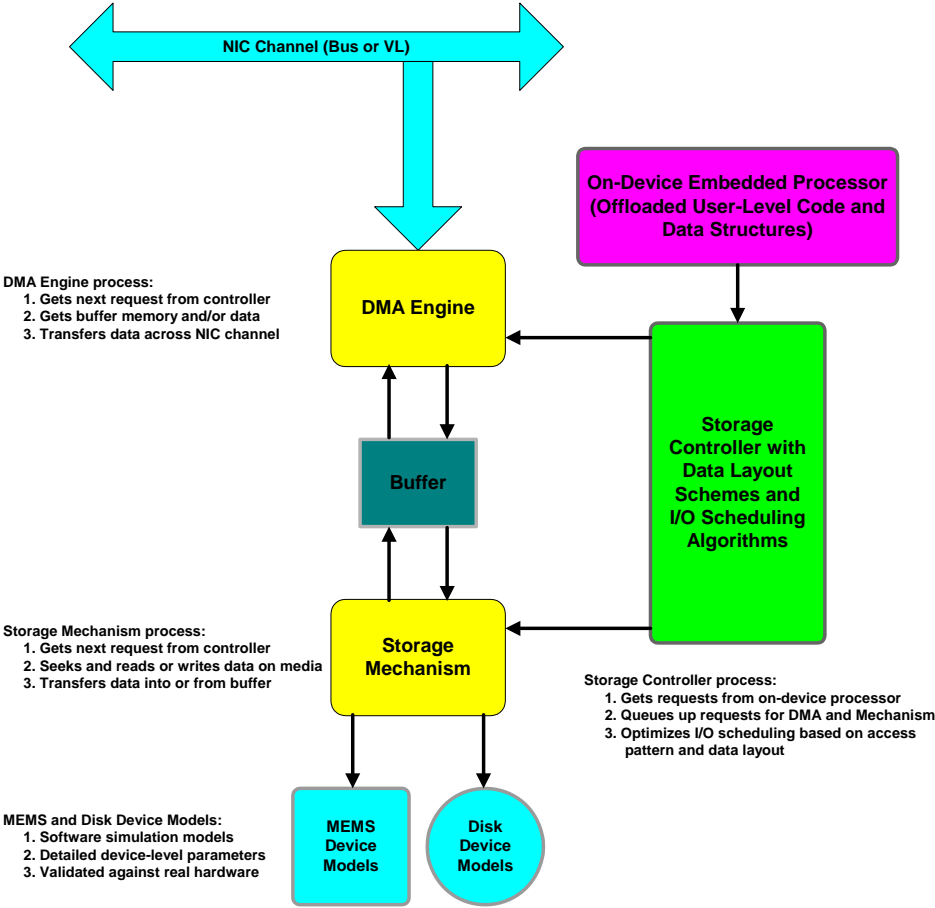 NIC Channel (Bus or VL)
On-Device Embedded Processor
(Offloaded User-Level Code and
Data Structures)
DMA Engine process:
1. Gets next request from controller
2. Gets buffer memory and/or data
3. Transfers data across NIC channel
DMA Engine
Storage
Controller with
Data Layout
Schemes and
I/O Scheduling
Algorithms
Buffer
Storage Mechanism process:
1. Gets next request from controller
2. Seeks and reads or writes data on media
3. Transfers data into or from buffer
Storage
Mechanism
Storage Controller process:
1. Gets requests from on-device processor
2. Queues up requests for DMA and Mechanism
3. Optimizes I/O scheduling based on access
pattern and data layout
MEMS and Disk Device Models:
1. Software simulation models
2. Detailed device-level parameters
3. Validated against real hardware
MEMS
Device
Models
Disk
Device
Models